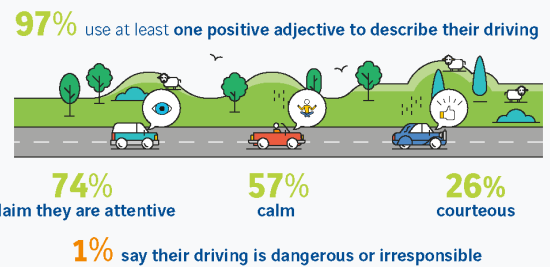 97% use at least one positive adjective to describe their driving
74% 57% 26%
laim they are attentive calm courteous
1% say their driving is dangerous or irresponsible